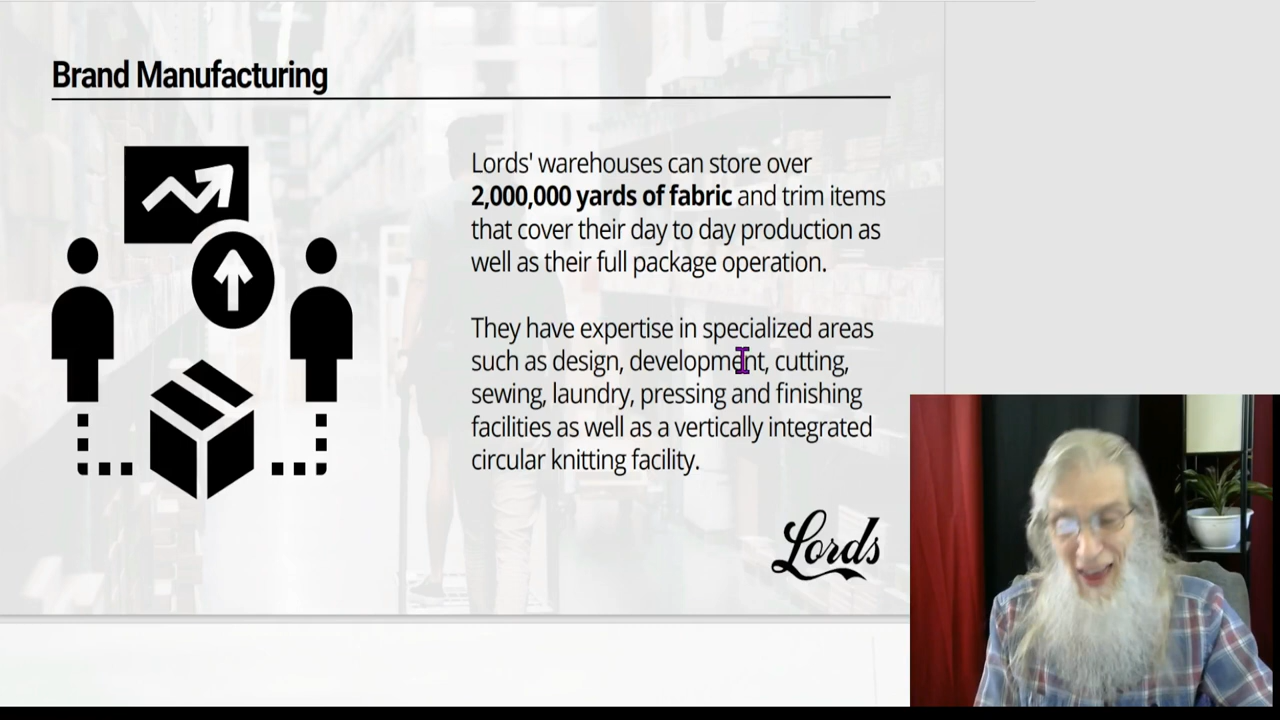 Brand Manufacturing
Lords' warehouses can store over
2,000,000 yards of fabric and trim items
that cover their day to day production as
well as their full package operation.
They have expertise in specialized areas
such as design, development, cutting,
sewing, laundry, pressing and finishing
facilities as well as a vertically integrated
circular knitting facility.
Lords